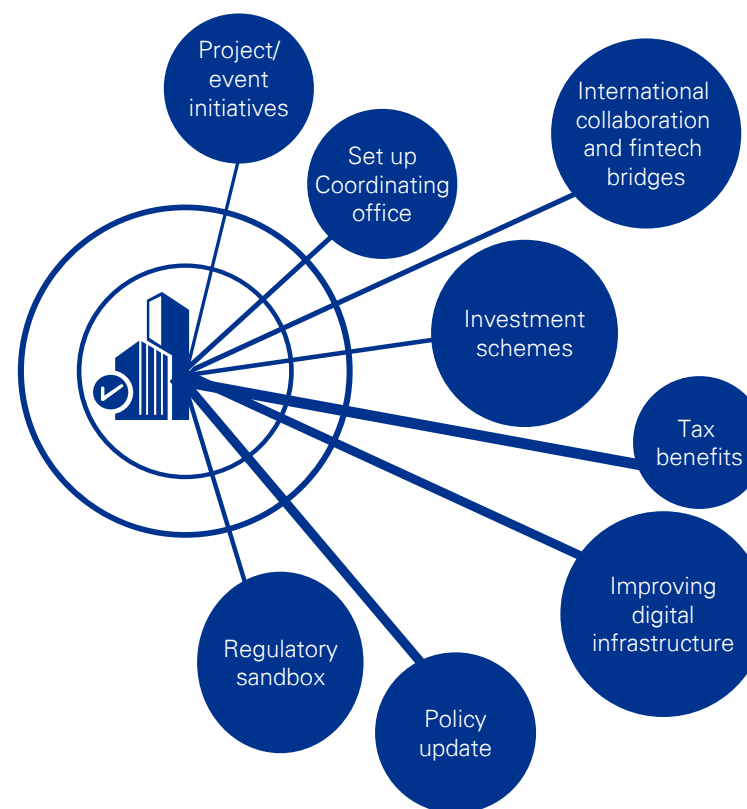 Project/
event
initiatives
International
collaboration
and fintech
bridges
Set up
Coordinating
office
Investment
schemes
Tax
benefits
Improving
digital
infrastructure
Regulatory
sandbox
Policy
update